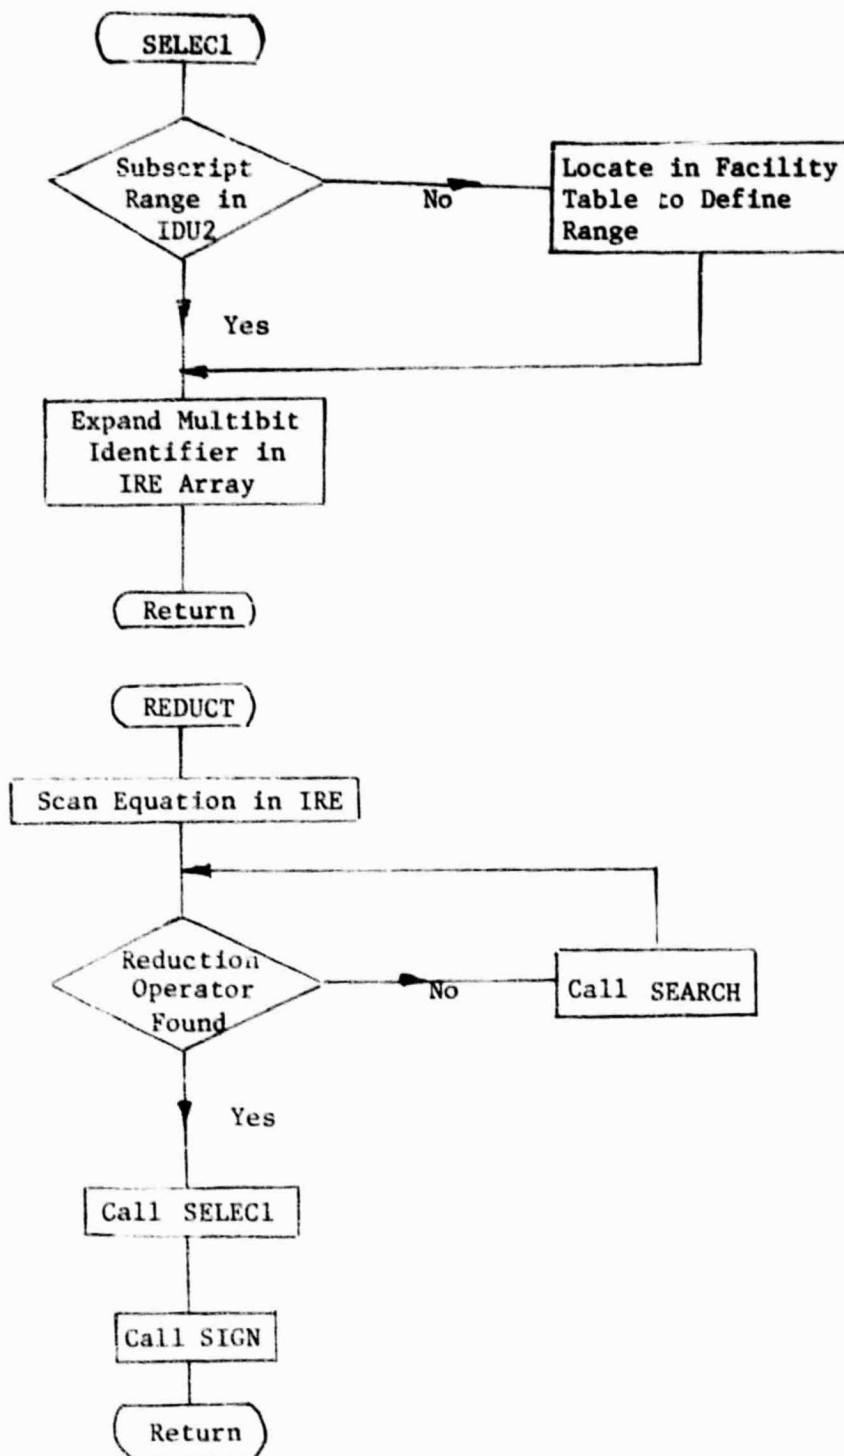 SELEC1
Subscript
Range in
IDU2
No
Locate in Facility
Table to Define
Range
Yes
Expand Multibit
Identifier in
IRE Array
Return
REDUCT
Scan Equation in IRE
Reduction
Operator
Found
No
Call SEARCH
Yes
Call SELEC1
Call SIGN
Return